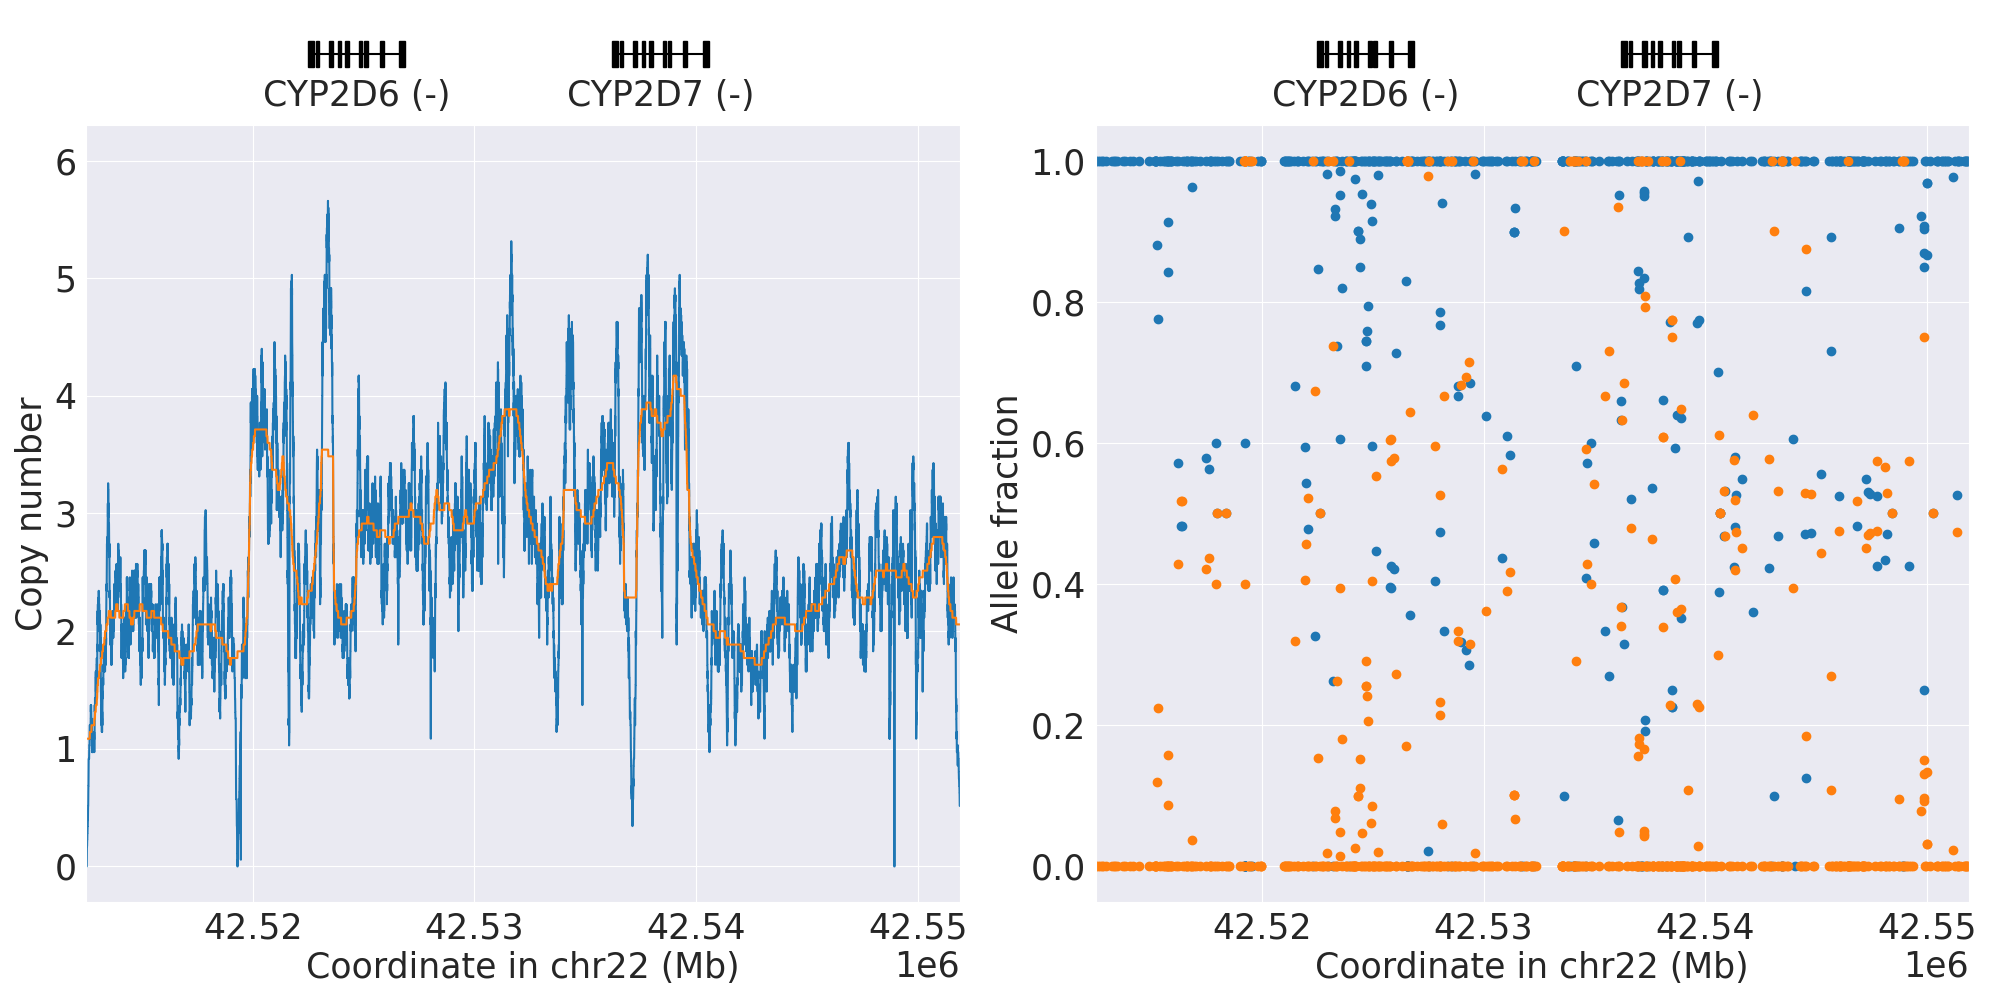 CYP2D6 (-) CYP2D7 (-)
Copy number
6
5
4
3
2
1
0
42.52 42.53 42.54 42.55
Coordinate in chr22 (Mb) 1e6
CYP2D6 (-) CYP2D7 (-)
Allele fraction
1.0
0.8
0.6
0.4
0.2
0.0
42.52 42.53 42.54 42.55
Coordinate in chr22 (Mb) 1e6